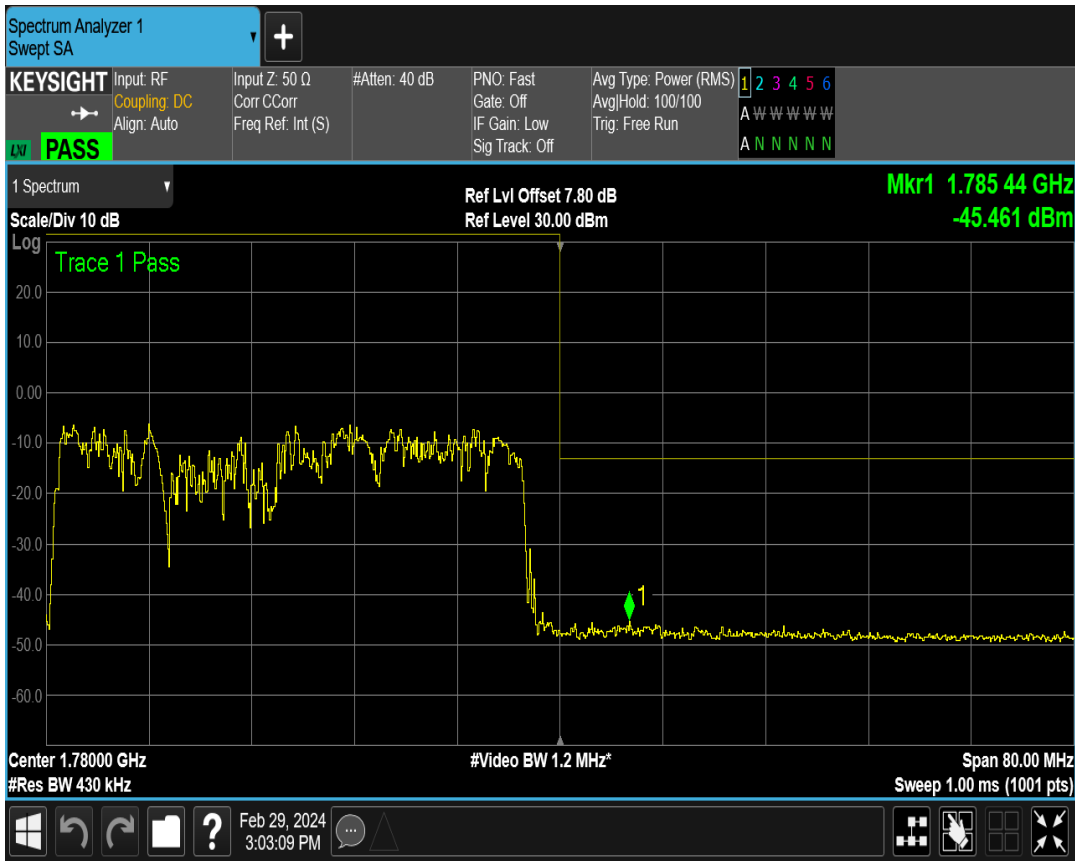 Spectrum Analyzer 1
Swept SA
KEYSIGHT
LXI
PASS
Input: RF
Coupling: DC
Align: Auto
Input Z: 50 Ω
Corr CCorr
Freq Ref: Int (S)
#Atten: 40 dB
PNO: Fast
Gate: Off
IF Gain: Low
Sig Track: Off
Avg Type: Power (RMS)
Avg|Hold: 100/100
Trig: Free Run
1 2 3 4 5 6
A W W W W W
A N N N N N
1 Spectrum
Scale/Div 10 dB
Ref Lvl Offset 7.80 dB
Ref Level 30.00 dBm
Mkr1 1.785 44 GHz
-45.461 dBm
Log
Trace 1 Pass
20.0
10.0
0.00
-10.0
-20.0
-30.0
-40.0
-50.0
-60.0
1
Center 1.78000 GHz
#Res BW 430 kHz
#Video BW 1.2 MHz*
Span 80.00 MHz
Sweep 1.00 ms (1001 pts)
?
Feb 29, 2024
3:03:09 PM